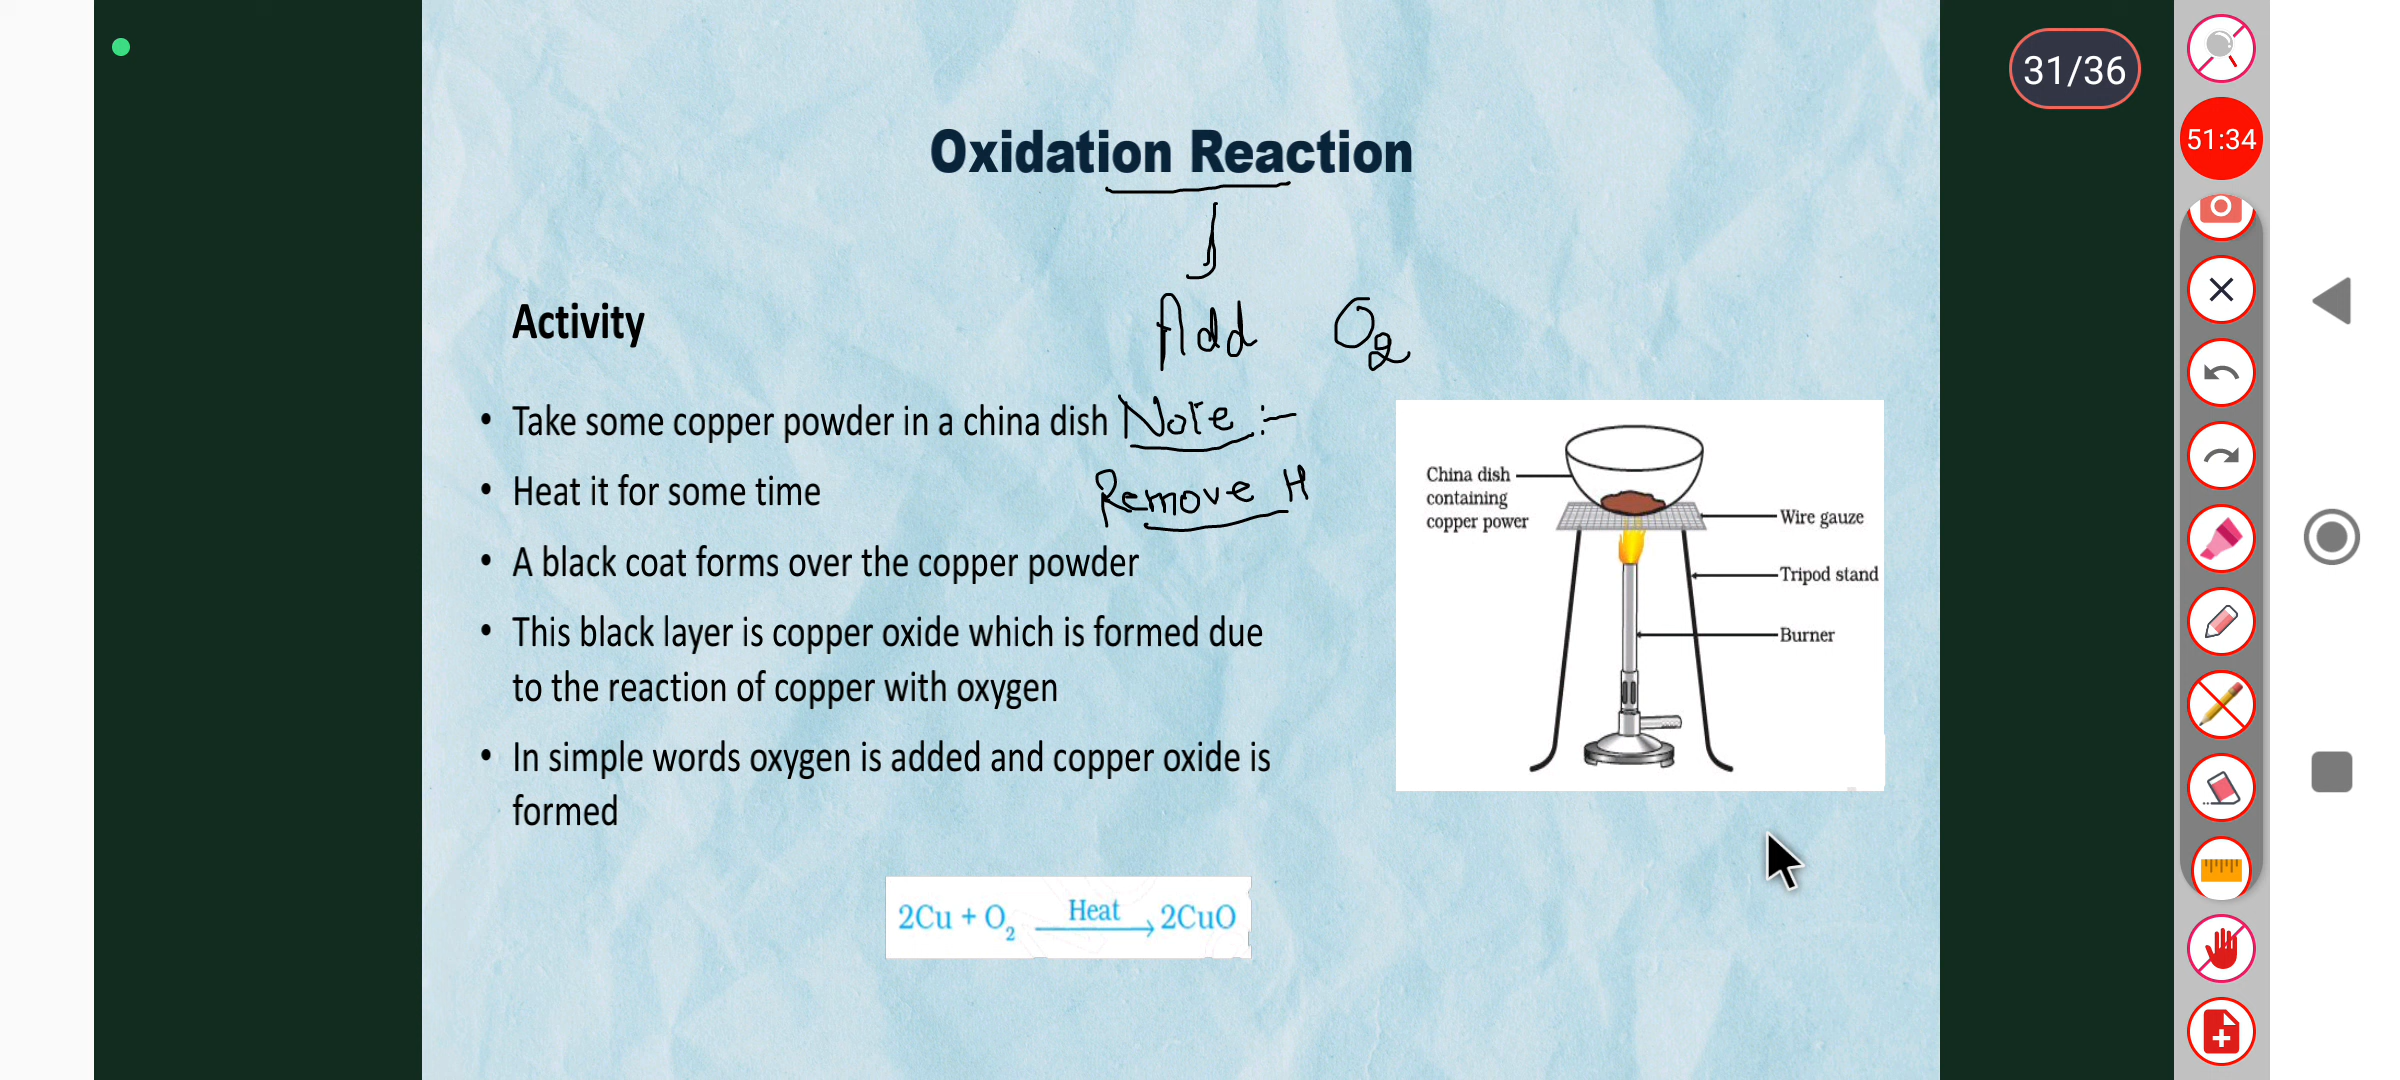 31/36
51:34
Oxidation Reaction
Add O2
Activity
• Take some copper powder in a china dish
Note :-
• Heat it for some time
Remove H
• A black coat forms over the copper powder
• This black layer is copper oxide which is formed due
to the reaction of copper with oxygen
• In simple words oxygen is added and copper oxide is
formed
China dish
containing
copper power
Wire gauze
Tripod stand
Burner
2Cu + O2 Heat → 2CuO